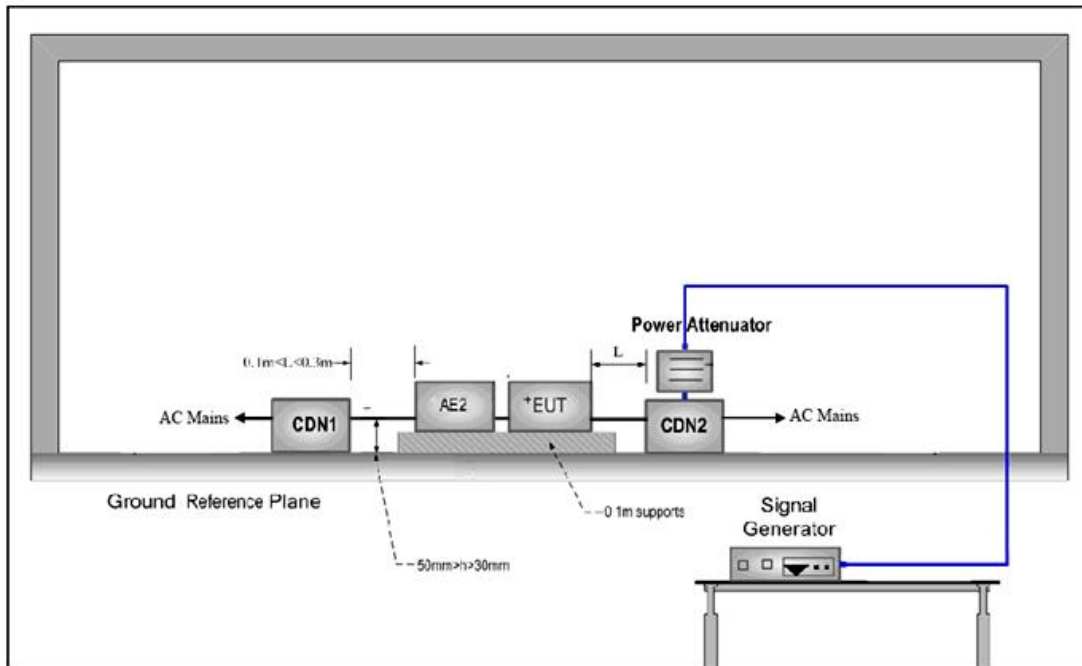 Power Attenuator
0.1m<L<0.3m
L
AC Mains
CDN1
AE2
+EUT
CDN2
AC Mains
Ground Reference Plane
0 1m supports
50mm>h>30mm
Signal
Generator